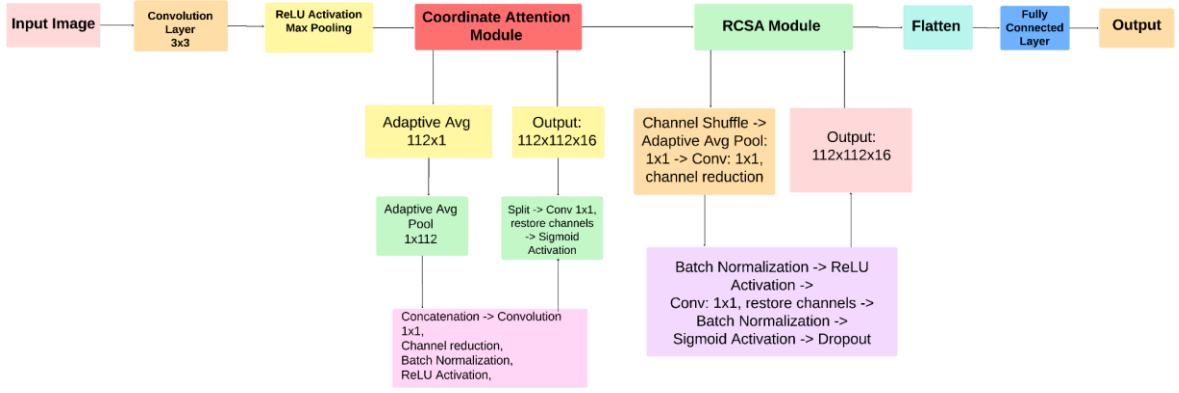 Input Image
Convolution
Layer
3x3
ReLU Activation
Max Pooling
Coordinate Attention
Module
RCSA Module
Flatten
Fully
Connected
Layer
Output
Adaptive Avg
112x1
Output:
112x112x16
Channel Shuffle ->
Adaptive Avg Pool:
1x1 -> Conv: 1x1,
channel reduction
Output:
112x112x16
Adaptive Avg
Pool
1x112
Split -> Conv 1x1,
restore channels
-> Sigmoid
Activation
Batch Normalization -> ReLU
Activation ->
Conv: 1x1, restore channels ->
Batch Normalization ->
Sigmoid Activation -> Dropout
Concatenation -> Convolution
1x1,
Channel reduction,
Batch Normalization,
ReLU Activation,